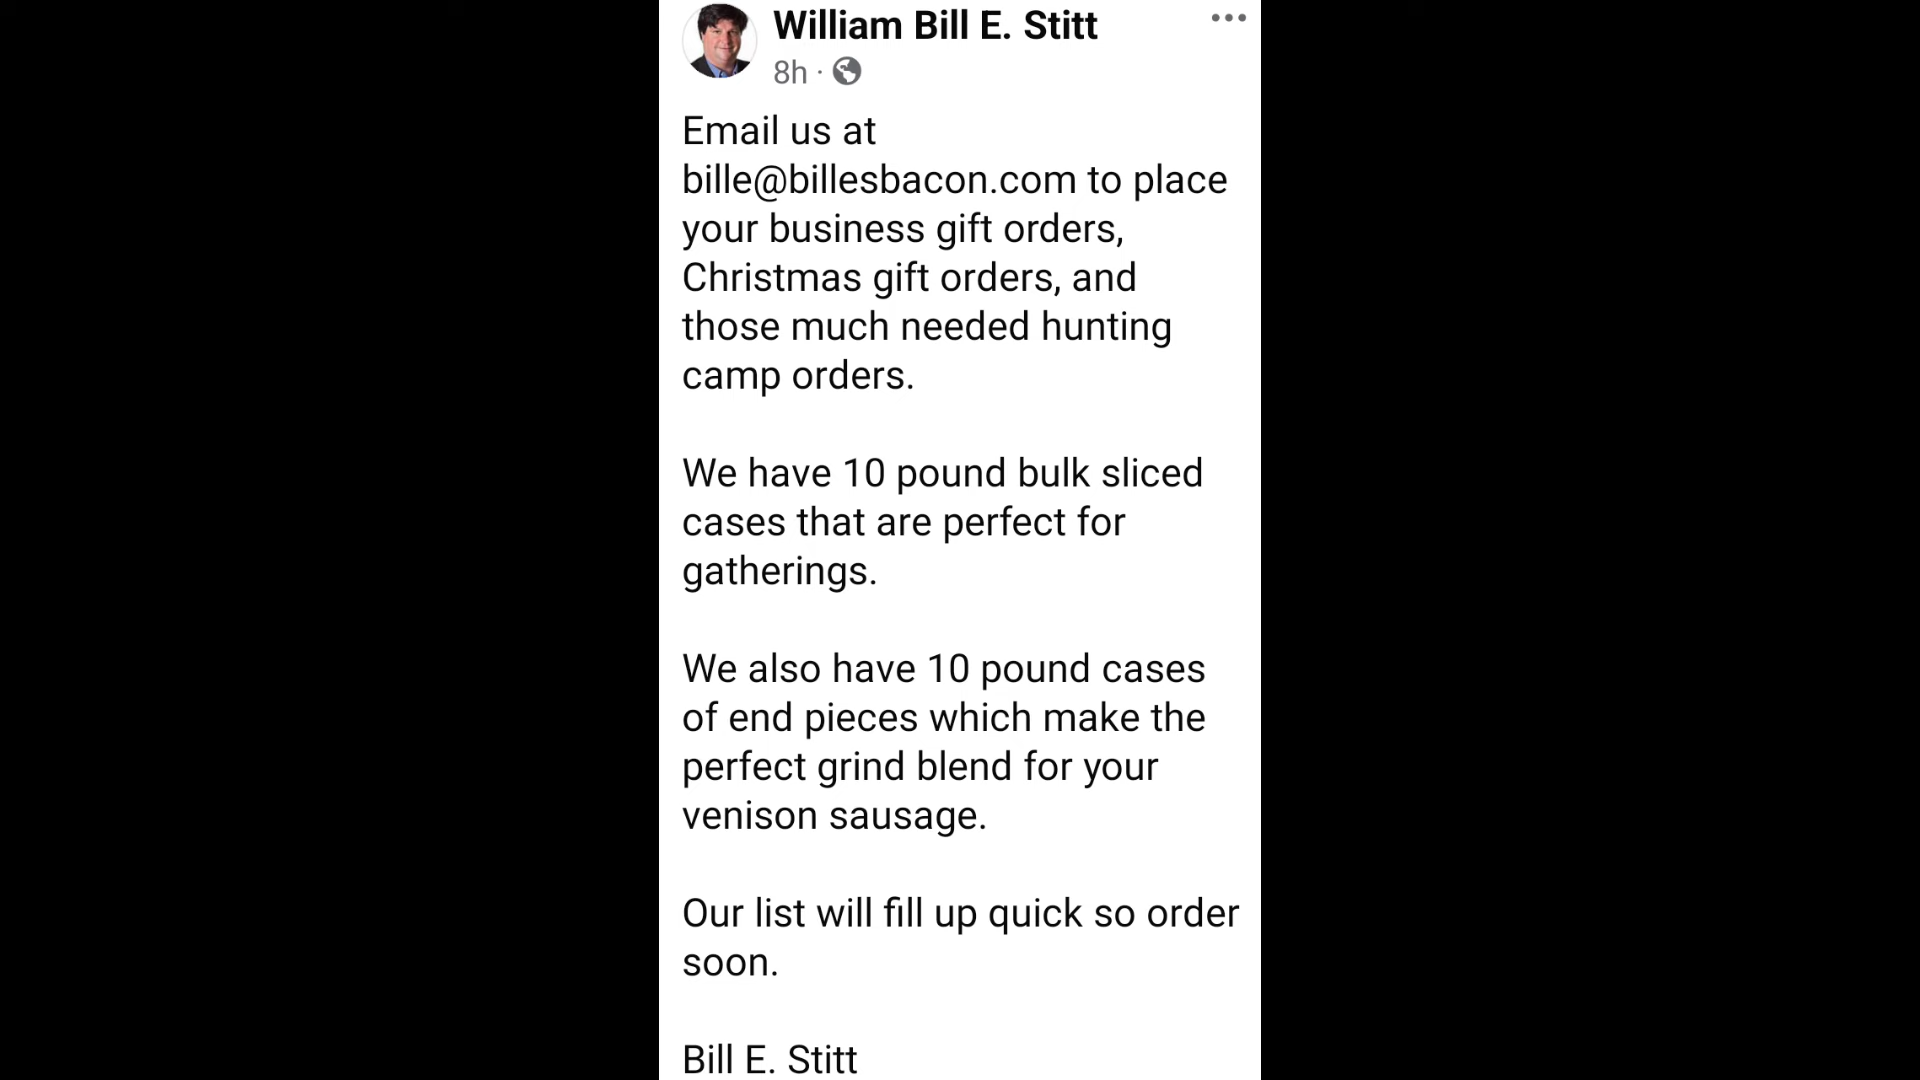 William Bill E. Stitt
8h ·
Email us at
bille@billesbacon.com to place
your business gift orders,
Christmas gift orders, and
those much needed hunting
camp orders.
We have 10 pound bulk sliced
cases that are perfect for
gatherings.
We also have 10 pound cases
of end pieces which make the
perfect grind blend for your
venison sausage.
Our list will fill up quick so order
soon.
Bill E. Stitt